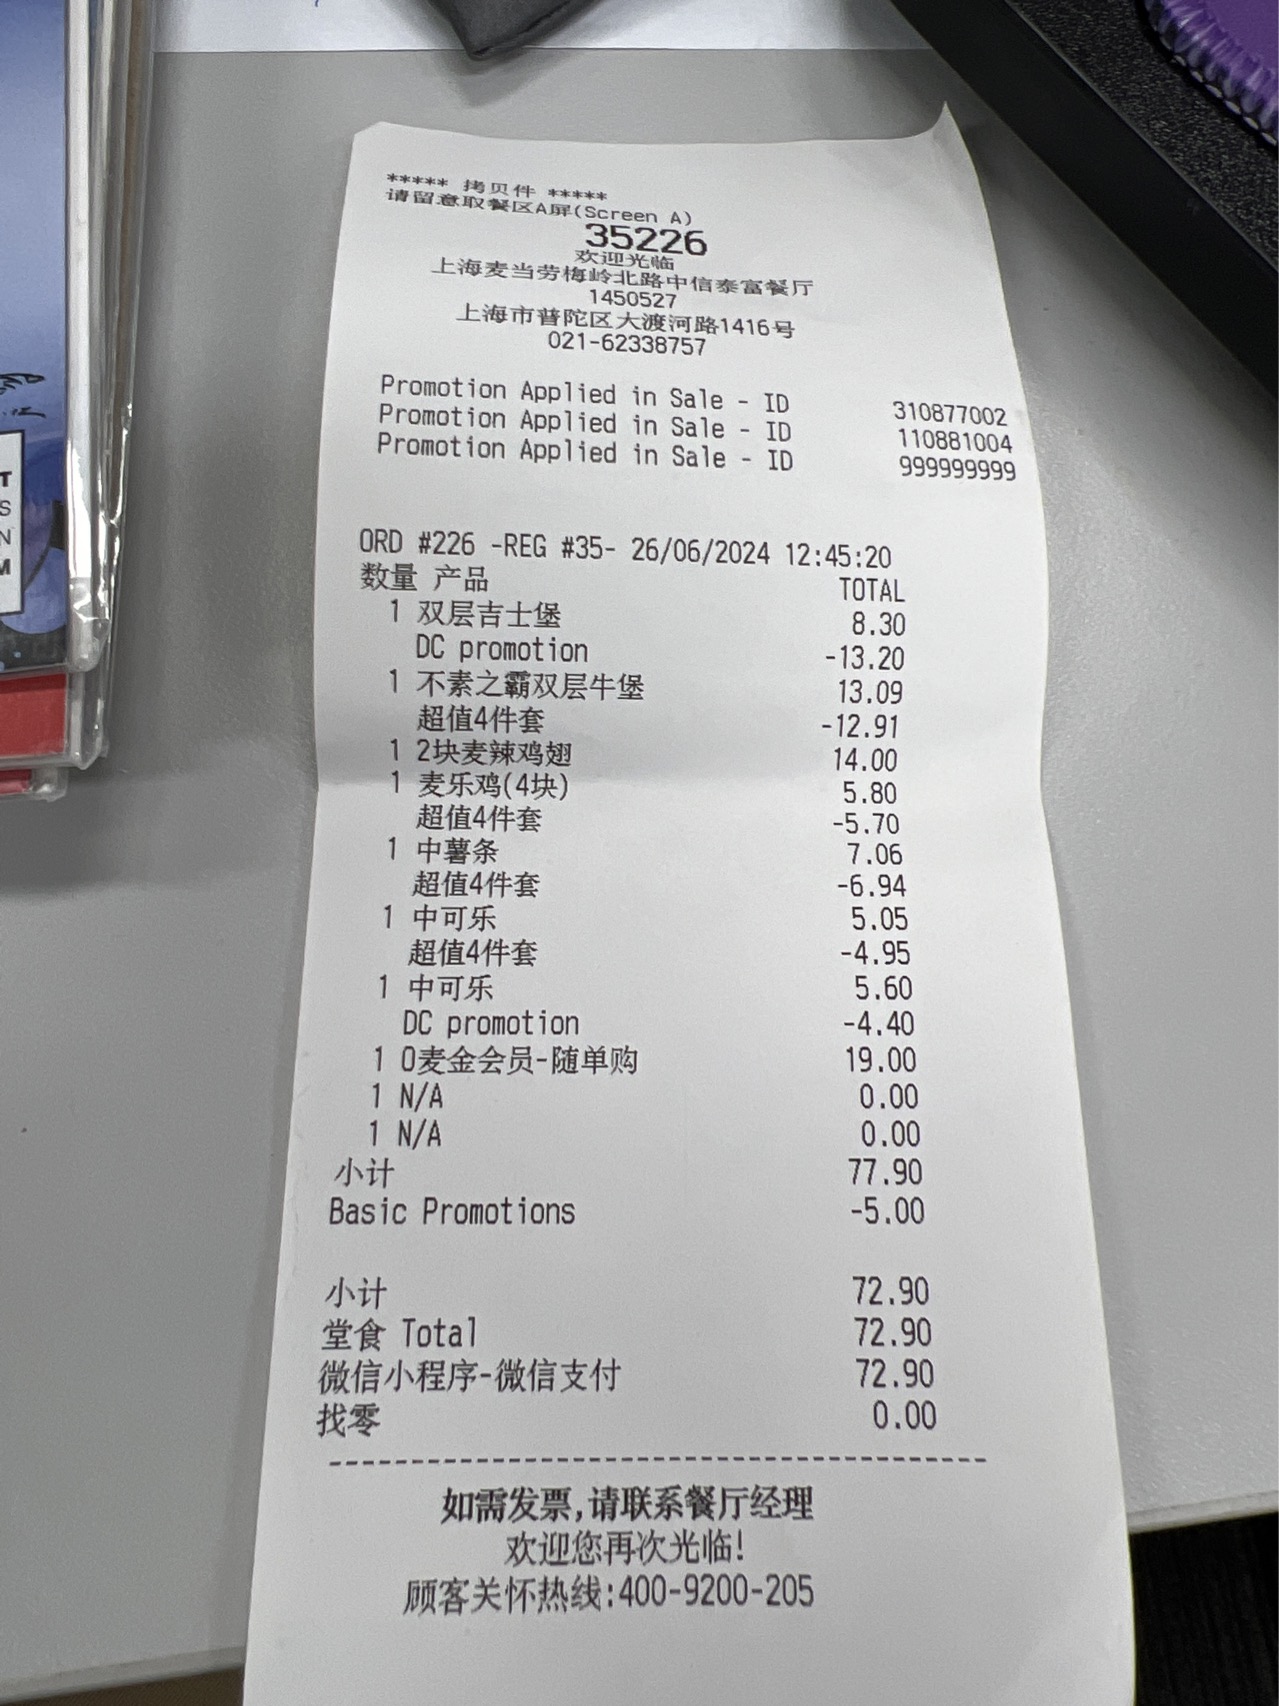 ***** 拷贝件 *****
请留意取餐区A屏(Screen A)
35226
欢迎光临
上海麦当劳梅岭北路中信泰富餐厅
1450527
上海市普陀区大渡河路1416号
021-62338757
Promotion Applied in Sale - ID 310877002
Promotion Applied in Sale - ID 110881004
Promotion Applied in Sale - ID 999999999
ORD #226 -REG #35- 26/06/2024 12:45:20
数量 产品 TOTAL
1 双层吉士堡 8.30
DC promotion -13.20
1 不素之霸双层牛堡 13.09
超值4件套 -12.91
1 2块麦辣鸡翅 14.00
1 麦乐鸡(4块) 5.80
超值4件套 -5.70
1 中薯条 7.06
超值4件套 -6.94
1 中可乐 5.05
超值4件套 -4.95
1 中可乐 5.60
DC promotion -4.40
1 0麦金会员-随单购 19.00
1 N/A 0.00
1 N/A 0.00
小计 77.90
Basic Promotions -5.00
小计 72.90
堂食 Total 72.90
微信小程序-微信支付 72.90
找零 0.00
如需发票,请联系餐厅经理
欢迎您再次光临!
顾客关怀热线:400-9200-205
T
S
N
M